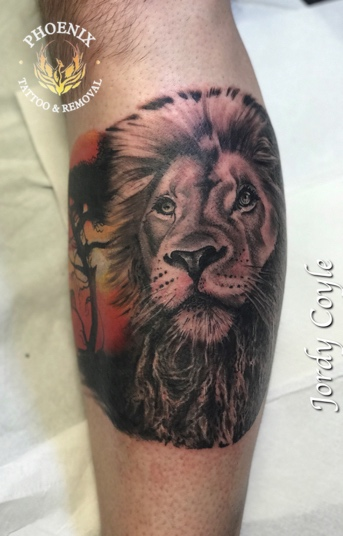 PHOENIX
TATTOO & REMOVAL
Jordy Coyle